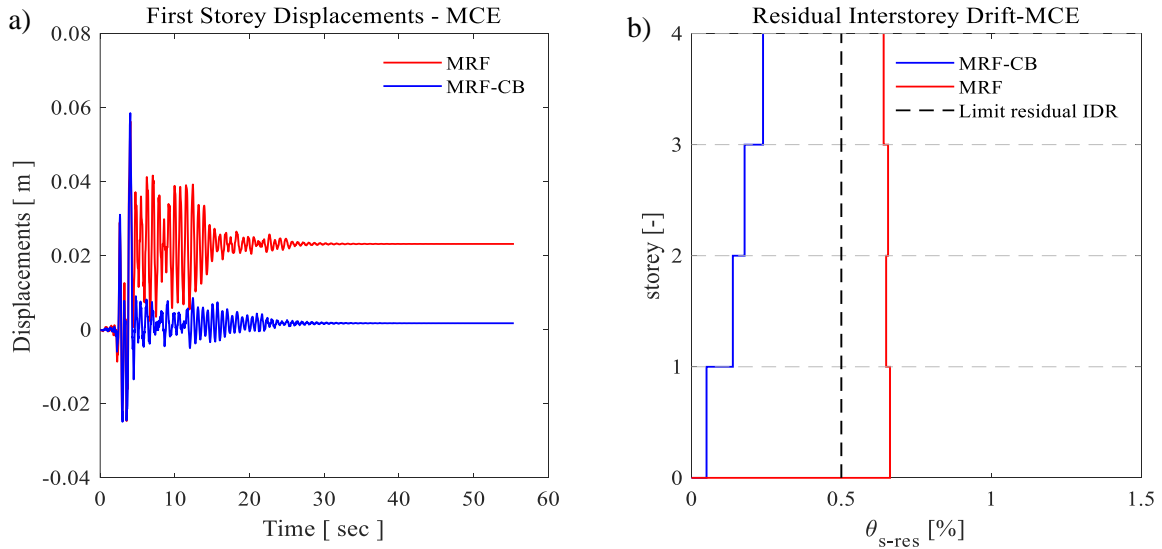 a)
First Storey Displacements - MCE
0.08
0.06
0.04
0.02
0
-0.02
-0.04
Displacements [ m ]
MRF
MRF-CB
0
10
20
30
40
50
60
Time [ sec ]
b)
Residual Interstorey Drift-MCE
4
3
2
1
0
storey [-]
MRF-CB
MRF
Limit residual IDR
0
0.5
1
1.5
θs-res [%]